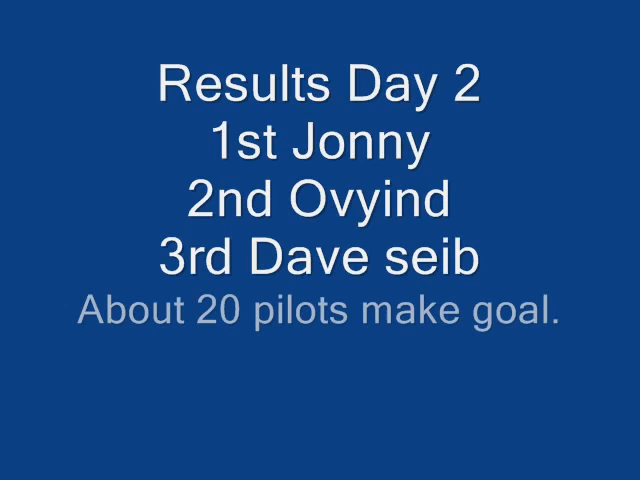 Results Day 2
1st Jonny
2nd Ovyind
3rd Dave seib
About 20 pilots make goal.